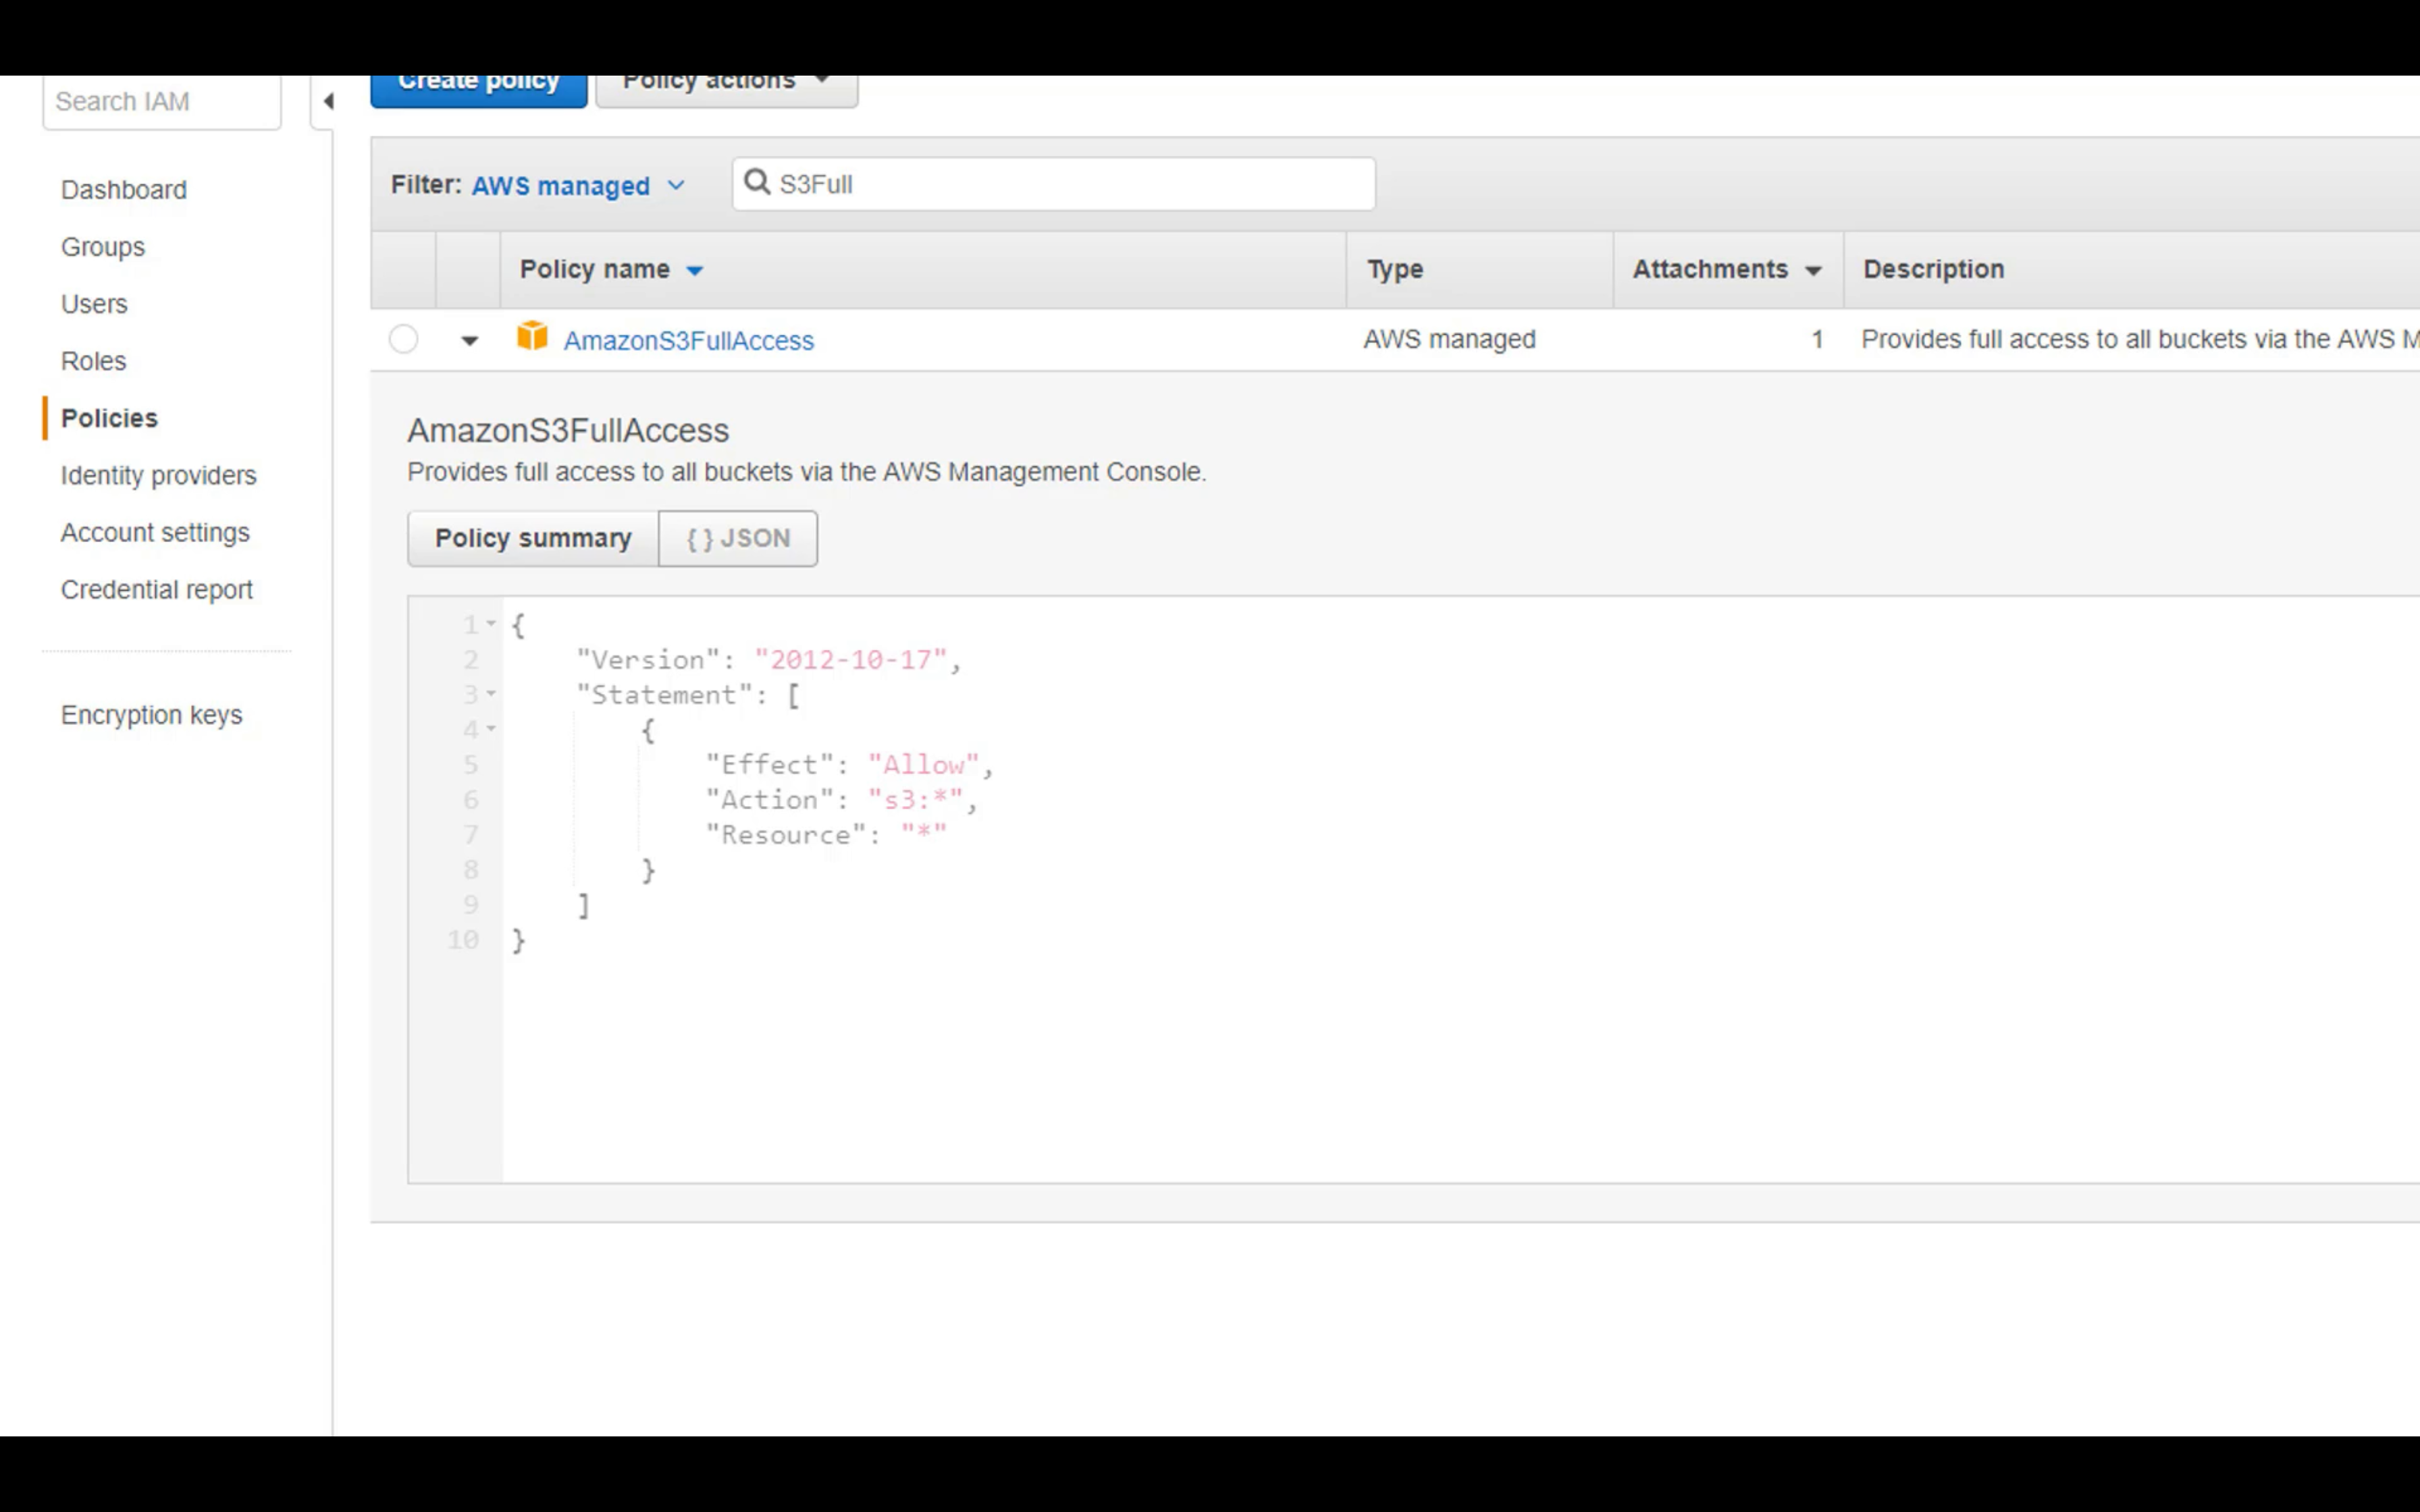 Create policy Policy actions
Search IAM
Filter: AWS managed S3Full
Dashboard
Groups
Users
Roles
Policies
Identity providers
Account settings
Credential report
Encryption keys
Policy name Type Attachments Description
AmazonS3FullAccess AWS managed 1 Provides full access to all buckets via the AWS M
AmazonS3FullAccess
Provides full access to all buckets via the AWS Management Console.
Policy summary { } JSON
1 {
2 "Version": "2012-10-17",
3 "Statement": [
4 {
5 "Effect": "Allow",
6 "Action": "s3:*",
7 "Resource": "*"
8 }
9 ]
10 }